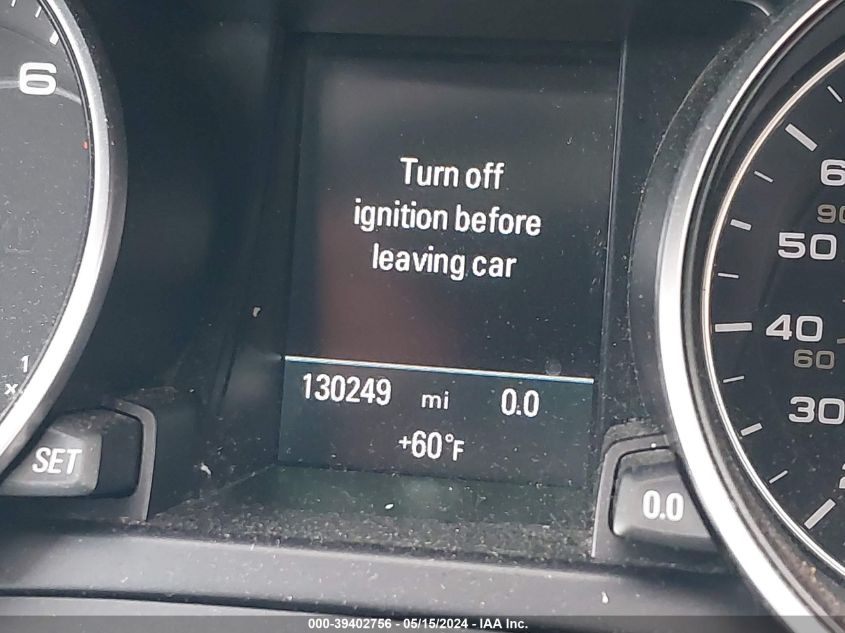 6
Turn off
ignition before
leaving car
130249 mi 0.0
+60°F
1
x
SET
0.0
50
40
60
30
000-39402756 - 05/15/2024 - IAA Inc.